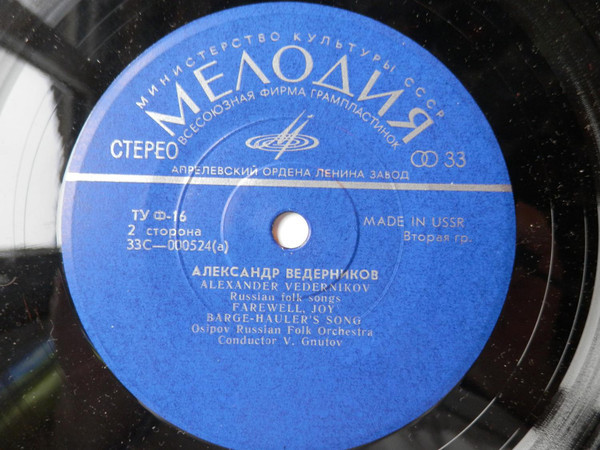 МИНИСТЕРСТВО КУЛЬТУРЫ СССР
МЕЛОДИЯ
ВСЕСОЮЗНАЯ ФИРМА ГРАМПЛАСТИНОК
СТЕРЕО
33
АПРЕЛЕВСКИЙ ОРДЕНА ЛЕНИНА ЗАВОД
ТУ Ф-16
2 сторона
33С—000524(а)
MADE IN USSR
Вторая гр.
АЛЕКСАНДР ВЕДЕРНИКОВ
ALEXANDER VEDERNIKOV
Russian folk songs
FAREWELL, JOY
BARGE-HAULER'S SONG
Osipov Russian Folk Orchestra
Conductor V. Gnutov